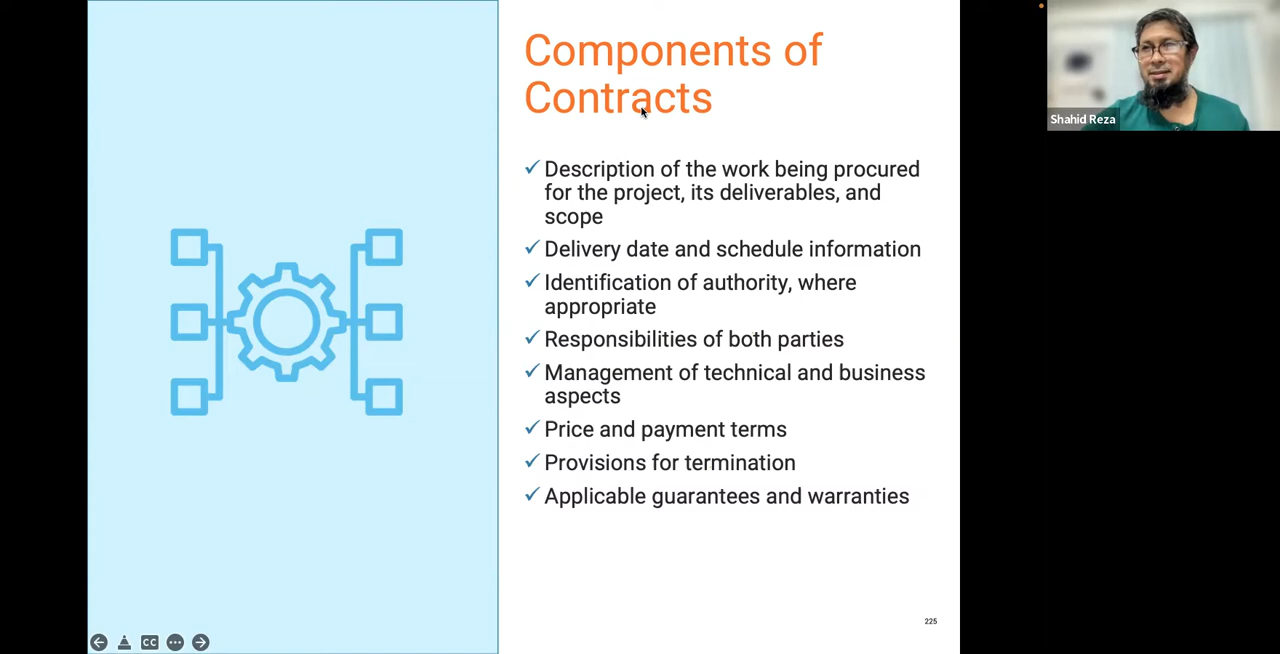 Components of
Contracts
Description of the work being procured
for the project, its deliverables, and
scope
Delivery date and schedule information
Identification of authority, where
appropriate
Responsibilities of both parties
Management of technical and business
aspects
Price and payment terms
Provisions for termination
Applicable guarantees and warranties
225
CC
Shahid Reza